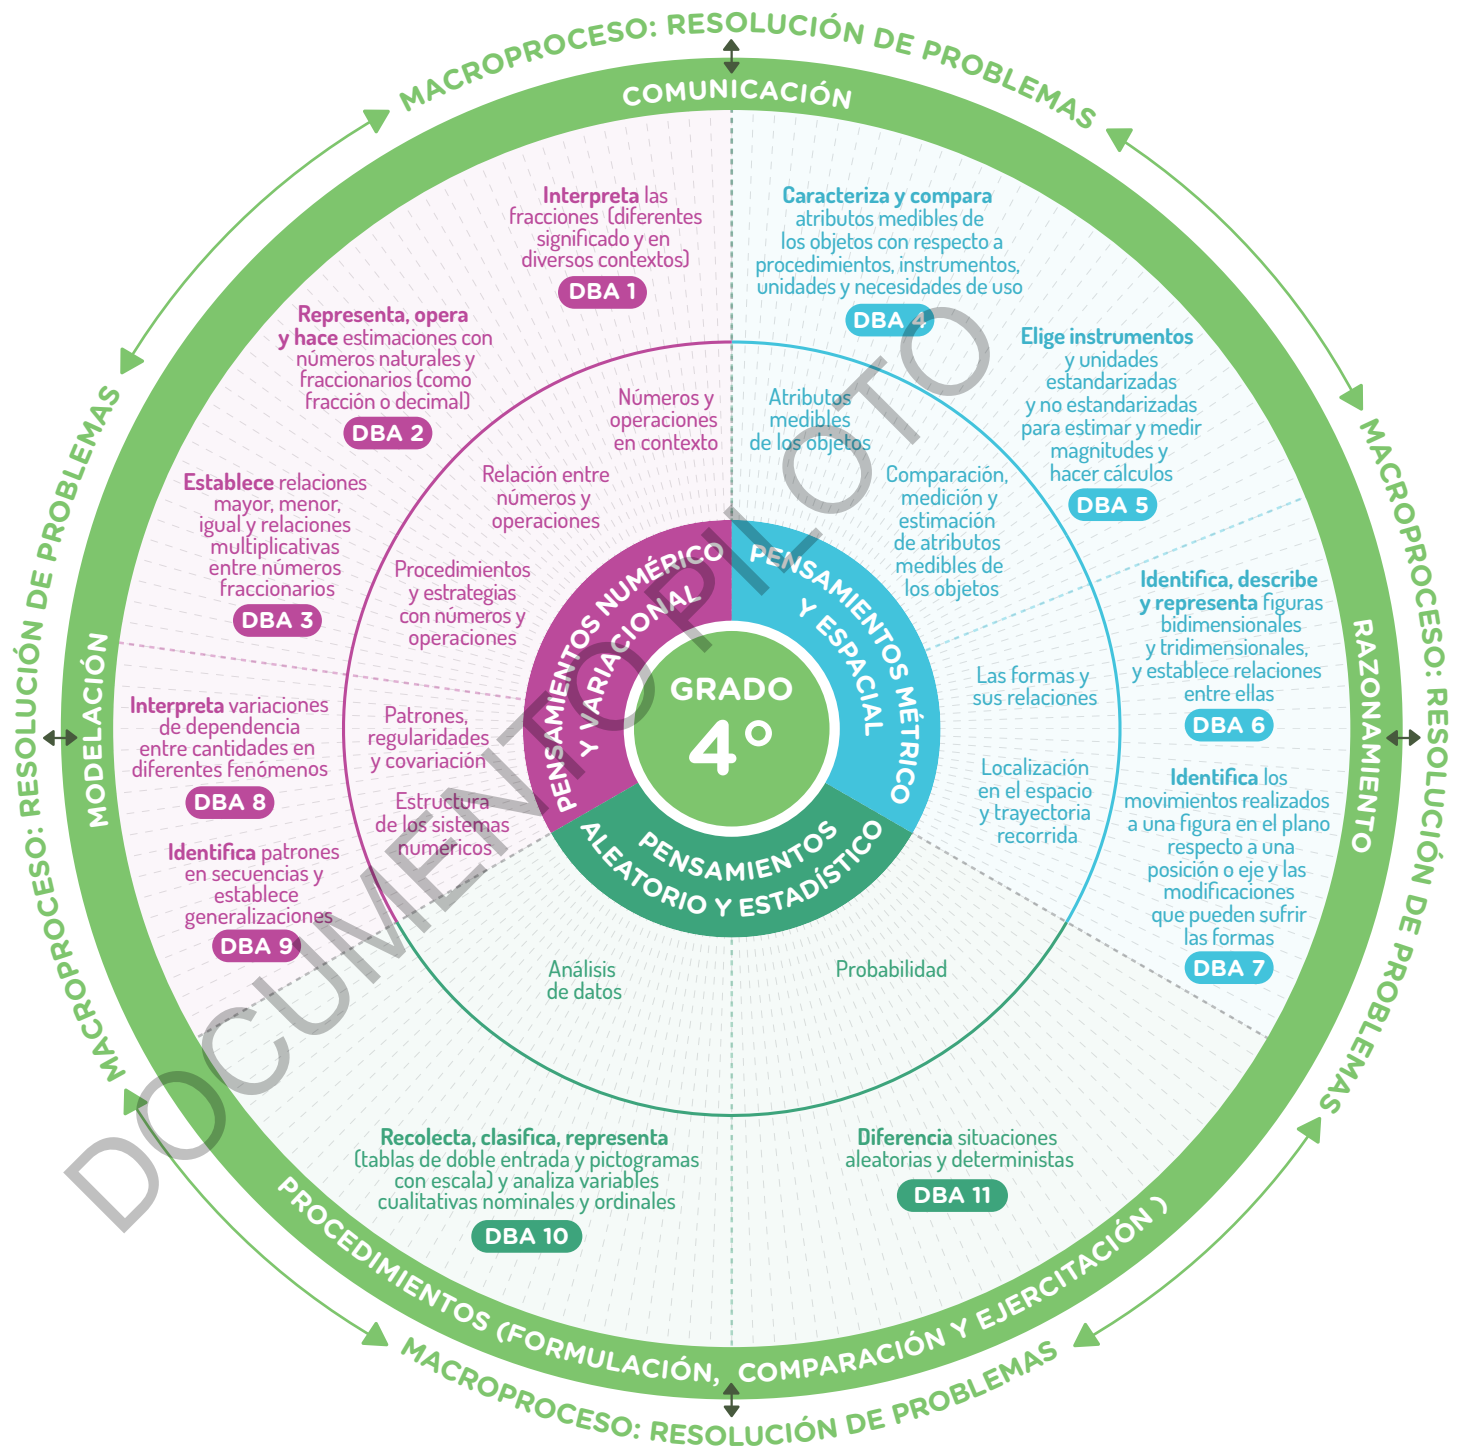 MACROPROCESO: RESOLUCIÓN DE PROBLEMAS
COMUNICACIÓN
Interpreta las
fracciones (diferentes
significado y en
diversos contextos)
DBA 1
Representa, opera
y hace estimaciones con
números naturales y
fraccionarios (como
fracción o decimal)
DBA 2
Establece relaciones
mayor, menor,
igual y relaciones
multiplicativas
entre números
fraccionarios
DBA 3
Caracteriza y compara
atributos medibles de
los objetos con respecto a
procedimientos, instrumentos,
unidades y necesidades de uso
DBA 4
Elige instrumentos
y unidades
estandarizadas
y no estandarizadas
para estimar y medir
magnitudes y
hacer cálculos
DBA 5
Números y
operaciones
en contexto
Relación entre
números y
operaciones
Procedimientos
y estrategias
con números y
operaciones
Atributos
medibles
de los objetos
Comparación,
medición y
estimación
de atributos
medibles de
los objetos
PENSAMIENTOS NUMÉRICO
Y VARIACIONAL
PENSAMIENTOS MÉTRICO
Y ESPACIAL
GRADO
4°
PENSAMIENTOS
ALEATORIO Y ESTADÍSTICO
MACROPROCESO: RESOLUCIÓN DE PROBLEMAS
MODELACIÓN
Interpreta variaciones
de dependencia
entre cantidades en
diferentes fenómenos
DBA 8
Identifica patrones
en secuencias y
establece
generalizaciones
DBA 9
Patrones,
regularidades
y covariación
Estructura
de los sistemas
numéricos
Las formas y
sus relaciones
Localización
en el espacio
y trayectoria
recorrida
Identifica, describe
y representa figuras
bidimensionales
y tridimensionales,
y establece relaciones
entre ellas
DBA 6
Identifica los
movimientos realizados
a una figura en el plano
respecto a una
posición o eje y las
modificaciones
que pueden sufrir
las formas
DBA 7
RAZONAMIENTO
MACROPROCESO: RESOLUCIÓN DE PROBLEMAS
Análisis
de datos
Probabilidad
Recolecta, clasifica, representa
(tablas de doble entrada y pictogramas
con escala) y analiza variables
cualitativas nominales y ordinales
DBA 10
Diferencia situaciones
aleatorias y deterministas
DBA 11
PROCEDIMIENTOS (FORMULACIÓN, COMPARACIÓN Y EJERCITACIÓN )
MACROPROCESO: RESOLUCIÓN DE PROBLEMAS
DOCUMENTO PILOTO